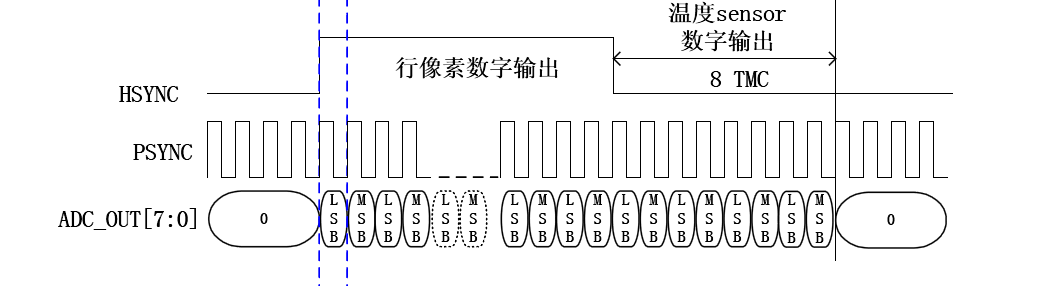 温度sensor
数字输出
行像素数字输出
8 TMC
HSYNC
PSYNC
ADC_OUT[7:0]
0
LSB
MSB
LSB
MSB
LSB
MSB
LSB
MSB
LSB
MSB
LSB
MSB
LSB
MSB
LSB
MSB
LSB
MSB
0